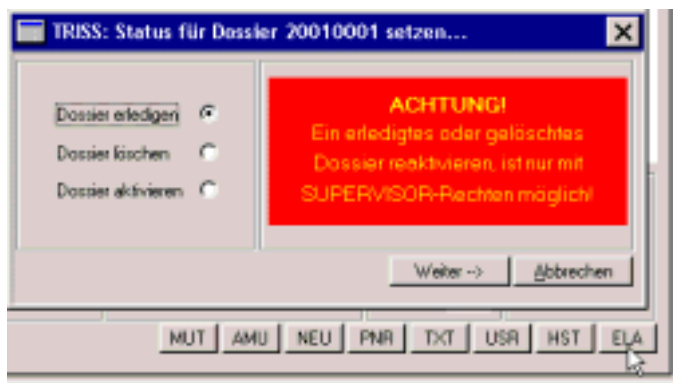 TRISS: Status für Dossier 20010001 setzen...
Dossier erledigen
Dossier löschen
Dossier aktivieren
ACHTUNG!
Ein erledigtes oder gelöschtes
Dossier reaktivieren, ist nur mit
SUPERVISOR-Rechten möglich!
Weiter --> Abbrechen
MUT AMU NEU PNR TXT USR HST ELA